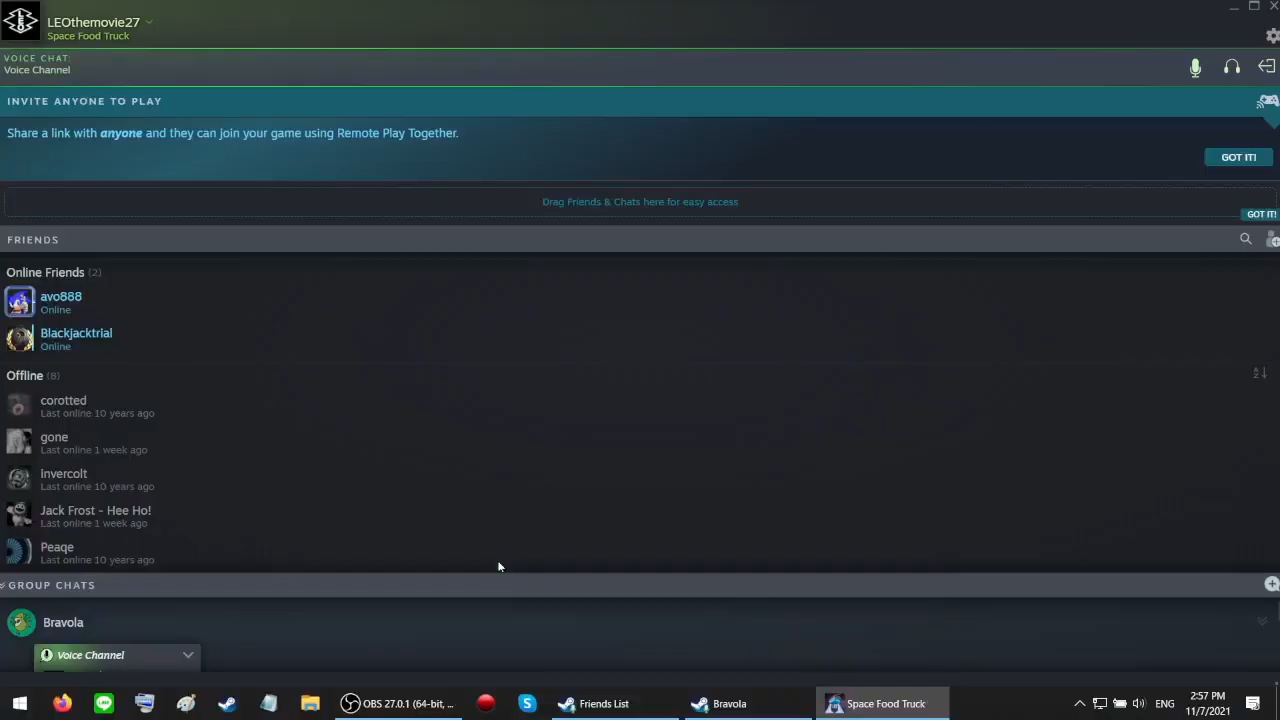 LEOthemovie27
Space Food Truck
VOICE CHAT:
Voice Channel
INVITE ANYONE TO PLAY
Share a link with anyone and they can join your game using Remote Play Together.
GOT IT!
Drag Friends & Chats here for easy access
GOT IT!
FRIENDS
Online Friends (2)
avo888
Online
Blackjacktrial
Online
Offline (8)
corotted
Last online 10 years ago
gone
Last online 1 week ago
Invercolt
Last online 10 years ago
Jack Frost - Hee Ho!
Last online 1 week ago
Peaqe
Last online 10 years ago
GROUP CHATS
Bravola
Voice Channel
OBS 27.0.1 (64-bit, ...
Friends List
Bravola
Space Food Truck
ENG
2:57 PM
11/7/2021